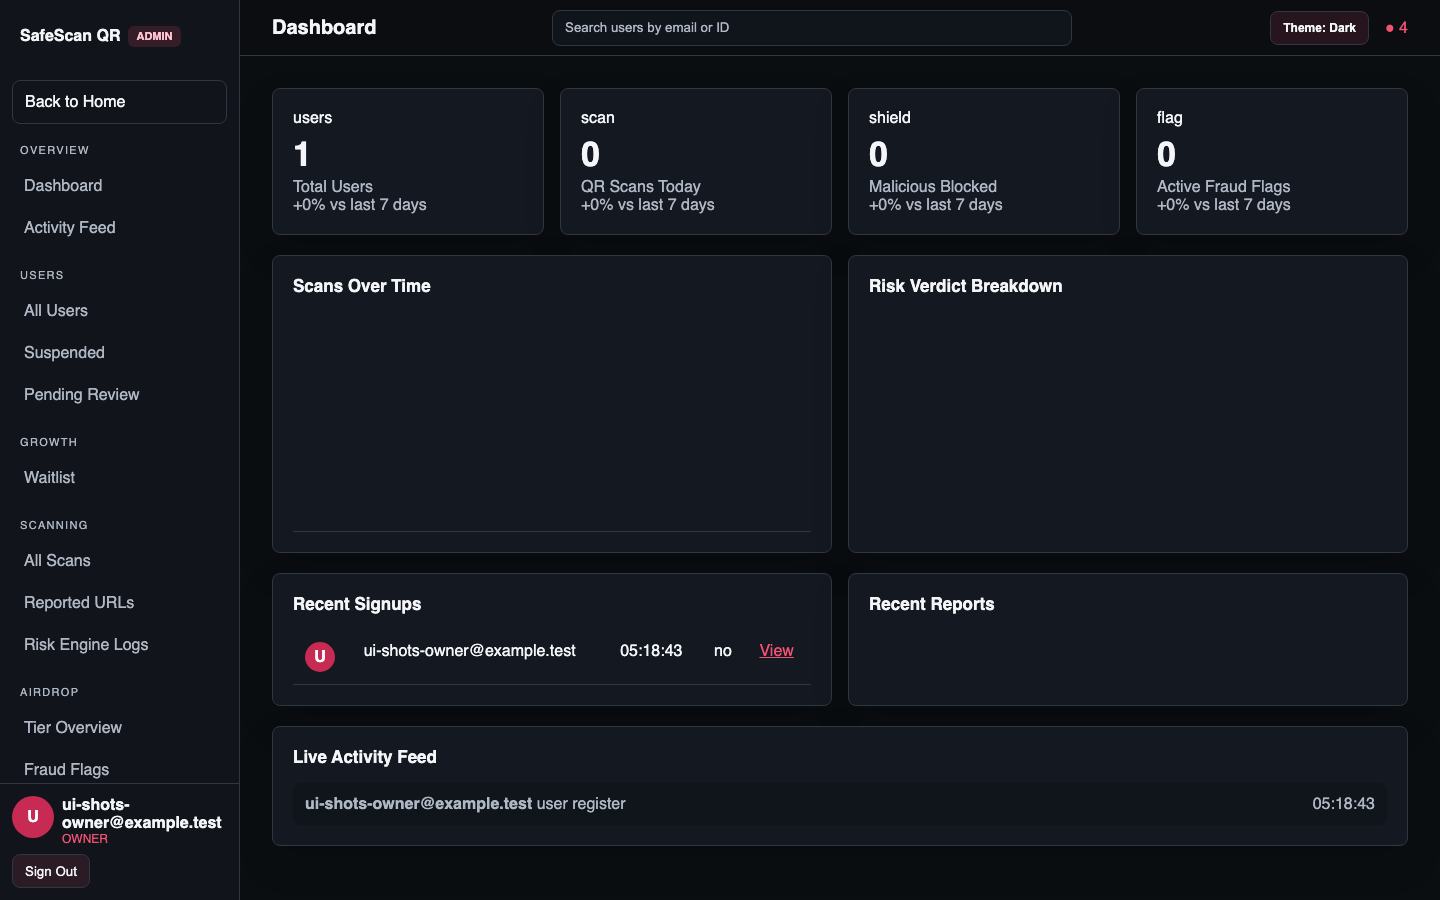 SafeScan QR ADMIN
Back to Home
OVERVIEW
Dashboard
Activity Feed
USERS
All Users
Suspended
Pending Review
GROWTH
Waitlist
SCANNING
All Scans
Reported URLs
Risk Engine Logs
AIRDROP
Tier Overview
Fraud Flags
U
ui-shots-
owner@example.test
OWNER
Sign Out
Dashboard
Search users by email or ID
Theme: Dark
● 4
users
1
Total Users
+0% vs last 7 days
scan
0
QR Scans Today
+0% vs last 7 days
shield
0
Malicious Blocked
+0% vs last 7 days
flag
0
Active Fraud Flags
+0% vs last 7 days
Scans Over Time
Risk Verdict Breakdown
Recent Signups
U ui-shots-owner@example.test 05:18:43 no View
Recent Reports
Live Activity Feed
ui-shots-owner@example.test user register 05:18:43